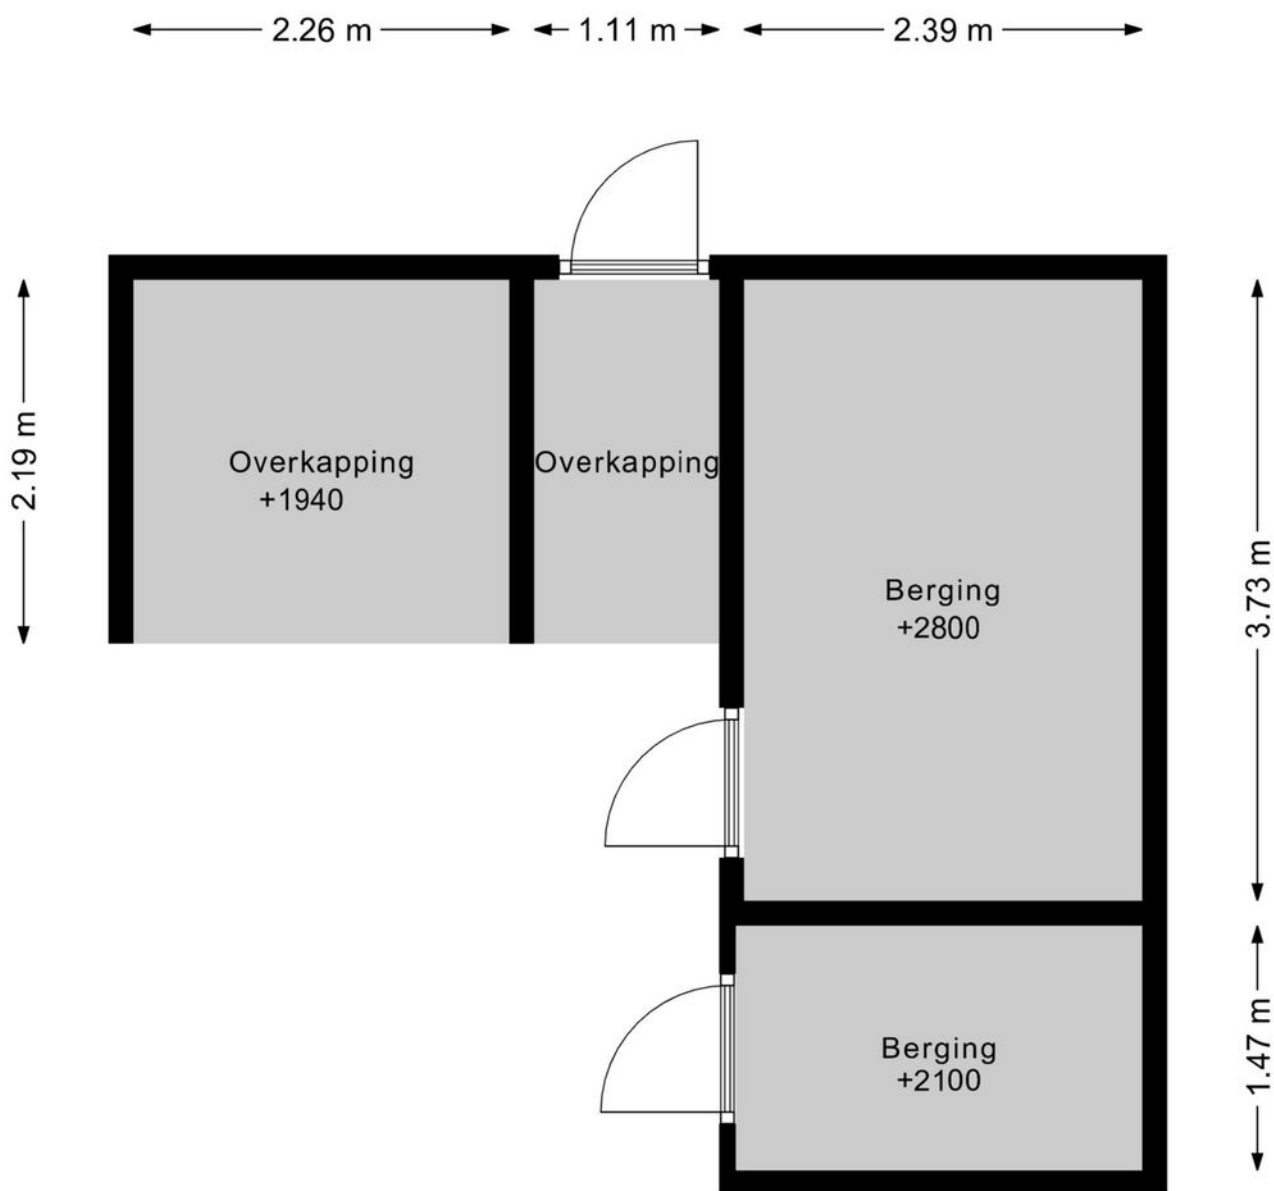 2.26 m
1.11 m
2.39 m
2.19 m
Overkapping
+1940
Overkapping
Berging
+2800
3.73 m
Berging
+2100
1.47 m